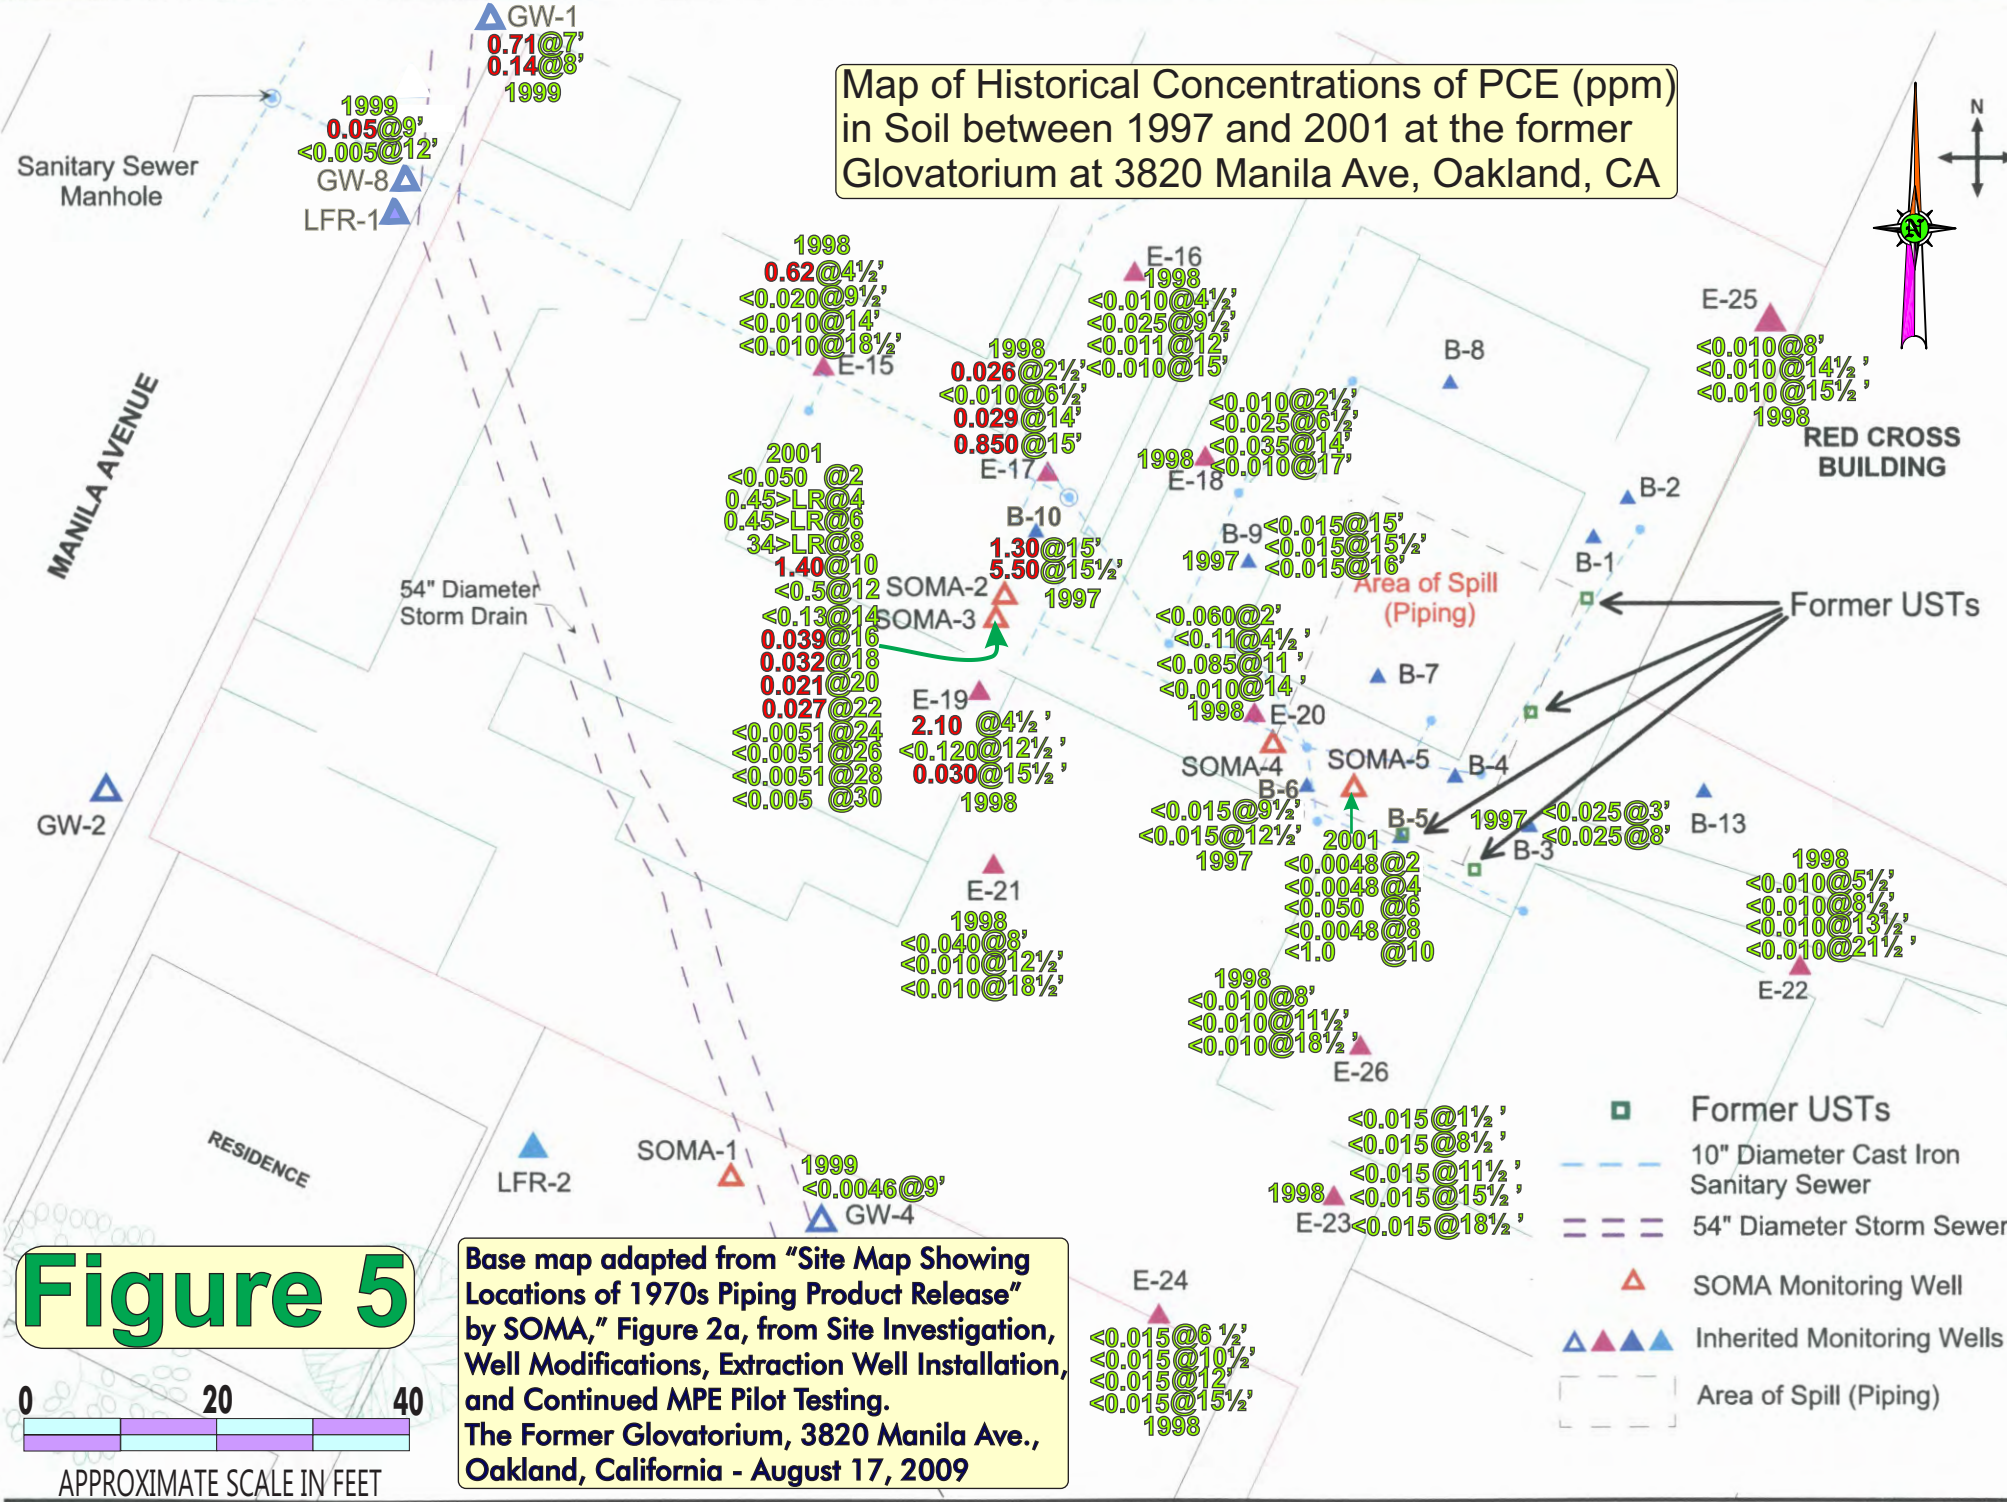 GW-1
0.71@7'
0.14@8'
1999
Map of Historical Concentrations of PCE (ppm)
in Soil between 1997 and 2001 at the former
Glovatorium at 3820 Manila Ave, Oakland, CA
N
N
1999
0.05@9'
<0.005@12'
GW-8
LFR-1
Sanitary Sewer
Manhole
1998
0.62@4½'
<0.020@9½'
<0.010@14'
<0.010@18½'
E-15
E-16
1998
<0.010@4½'
<0.025@9½'
<0.011@12'
<0.010@15'
1998
0.026@2½'
<0.010@6½'
0.029@14'
0.850@15'
E-17
<0.010@2½'
<0.025@6½'
<0.035@14'
<0.010@17'
1998
E-18
B-8
E-25
<0.010@8'
<0.010@14½'
<0.010@15½'
1998
RED CROSS
BUILDING
B-2
B-1
MANILA AVENUE
2001
<0.050 @2
0.45>LR@4
0.45>LR@6
34>LR@8
1.40@10
<0.5@12
<0.13@14
0.039@16
0.032@18
0.021@20
0.027@22
<0.0051@24
<0.0051@26
<0.0051@28
<0.005 @30
B-10
1.30@15'
5.50@15½'
1997
SOMA-2
SOMA-3
B-9
1997
<0.015@15'
<0.015@15½'
<0.015@16'
Area of Spill
(Piping)
Former USTs
54" Diameter
Storm Drain
<0.060@2'
<0.11@4½'
<0.085@11'
<0.010@14'
1998
E-20
B-7
E-19
2.10 @4½'
<0.120@12½'
0.030@15½'
1998
SOMA-4
SOMA-5
B-4
B-6
<0.015@9½'
<0.015@12½'
1997
B-5
2001
<0.0048@2
<0.0048@4
<0.050 @6
<0.0048@8
<1.0 @10
1997
<0.025@3'
<0.025@8'
B-3
B-13
GW-2
E-21
1998
<0.040@8'
<0.010@12½'
<0.010@18½'
1998
<0.010@5½'
<0.010@8½'
<0.010@13½'
<0.010@21½'
E-22
1998
<0.010@8'
<0.010@11½'
<0.010@18½'
E-26
RESIDENCE
LFR-2
SOMA-1
1999
<0.0046@9'
GW-4
<0.015@1½'
<0.015@8½'
<0.015@11½'
<0.015@15½'
<0.015@18½'
1998
E-23
E-24
<0.015@6 ½'
<0.015@10½'
<0.015@12'
<0.015@15½'
1998
Former USTs
10" Diameter Cast Iron
Sanitary Sewer
54" Diameter Storm Sewer
SOMA Monitoring Well
Inherited Monitoring Wells
Area of Spill (Piping)
Figure 5
0 20 40
APPROXIMATE SCALE IN FEET
Base map adapted from “Site Map Showing
Locations of 1970s Piping Product Release”
by SOMA,” Figure 2a, from Site Investigation,
Well Modifications, Extraction Well Installation,
and Continued MPE Pilot Testing.
The Former Glovatorium, 3820 Manila Ave.,
Oakland, California - August 17, 2009